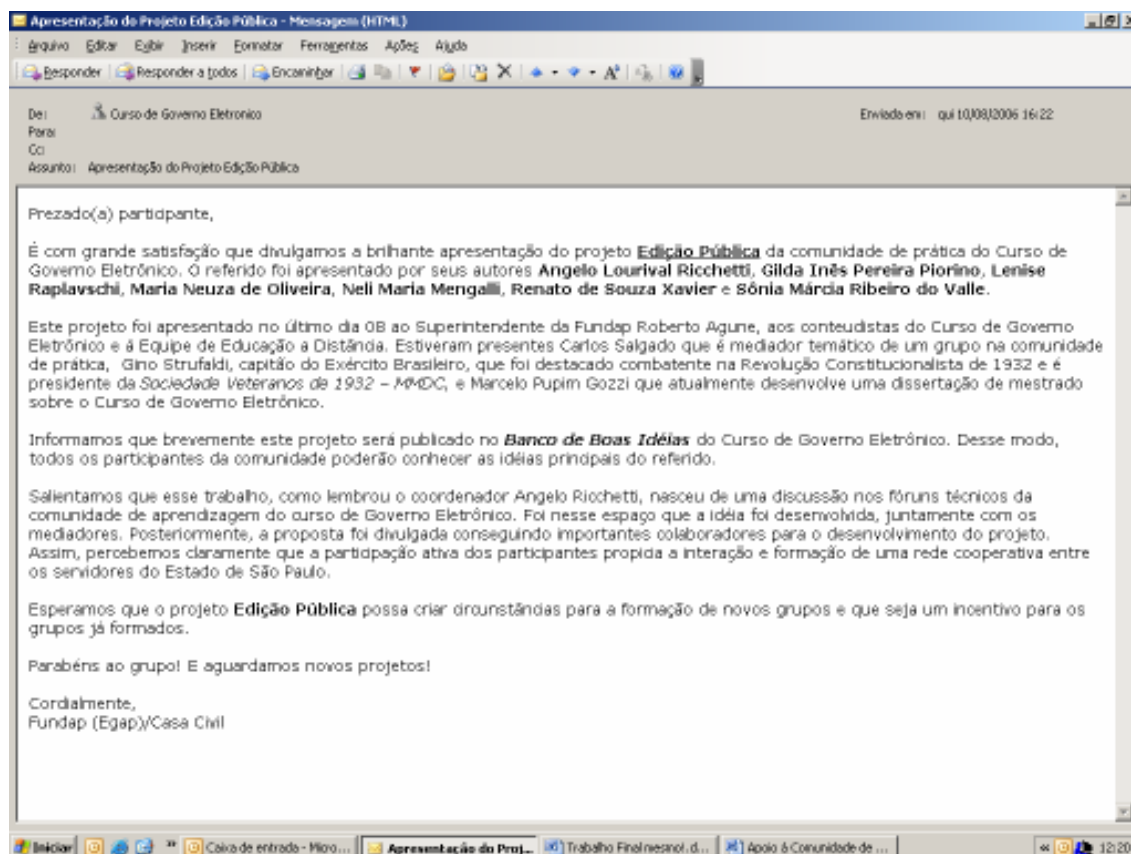 Apresentação do Projeto Edição Pública - Mensagem (HTML)
Arquivo Editar Exibir Inserir Formatar Ferramentas Ações Ajuda
Responder Responder a todos Encaminhar
De: Curso de Governo Eletronico Enviada em: qui 10/08/2006 16:22
Para:
Cc:
Assunto: Apresentação do Projeto Edição Pública
Prezado(a) participante,
É com grande satisfação que divulgamos a brilhante apresentação do projeto Edição Pública da comunidade de prática do Curso de
Governo Eletrônico. O referido foi apresentado por seus autores Angelo Lourival Ricchetti, Gilda Inês Pereira Piorino, Lenise
Raplavschi, Maria Neuza de Oliveira, Neli Maria Mengalli, Renato de Souza Xavier e Sônia Márcia Ribeiro do Valle.
Este projeto foi apresentado no último dia 08 ao Superintendente da Fundap Roberto Agune, aos conteudistas do Curso de Governo
Eletrônico e á Equipe de Educação a Distância. Estiveram presentes Carlos Salgado que é mediador temático de um grupo na comunidade
de prática, Gino Strufaldi, capitão do Exército Brasileiro, que foi destacado combatente na Revolução Constitucionalista de 1932 e é
presidente da Sociedade Veteranos de 1932 – MMDC, e Marcelo Pupim Gozzi que atualmente desenvolve uma dissertação de mestrado
sobre o Curso de Governo Eletrônico.
Informamos que brevemente este projeto será publicado no Banco de Boas Idéias do Curso de Governo Eletrônico. Desse modo,
todos os participantes da comunidade poderão conhecer as idéias principais do referido.
Salientamos que esse trabalho, como lembrou o coordenador Angelo Ricchetti, nasceu de uma discussão nos fóruns técnicos da
comunidade de aprendizagem do curso de Governo Eletrônico. Foi nesse espaço que a idéia foi desenvolvida, juntamente com os
mediadores. Posteriormente, a proposta foi divulgada conseguindo importantes colaboradores para o desenvolvimento do projeto.
Assim, percebemos claramente que a participação ativa dos participantes propicia a interação e formação de uma rede cooperativa entre
os servidores do Estado de São Paulo.
Esperamos que o projeto Edição Pública possa criar circunstâncias para a formação de novos grupos e que seja um incentivo para os
grupos já formados.
Parabéns ao grupo! E aguardamos novos projetos!
Cordialmente,
Fundap (Egap)/Casa Civil
Iniciar Caixa de entrada - Micro... Apresentação do Proj... Trabalho Final mesmo!.d... Apoio á Comunidade de ... 12:20